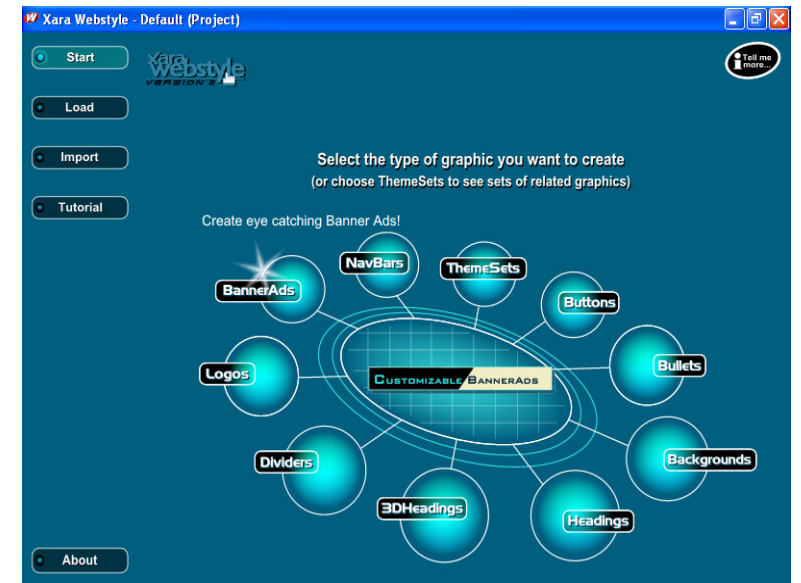 Xara Webstyle - Default (Project)
Start
Xara
Webstyle
Tell me
more...
Load
Import
Tutorial
Select the type of graphic you want to create
(or choose ThemeSets to see sets of related graphics)
Create eye catching Banner Ads!
NavBars
ThemeSets
BannerAds
Buttons
Logos
Bullets
CUSTOMIZABLE BANNERADS
Dividers
Backgrounds
3DHeadings
Headings
About